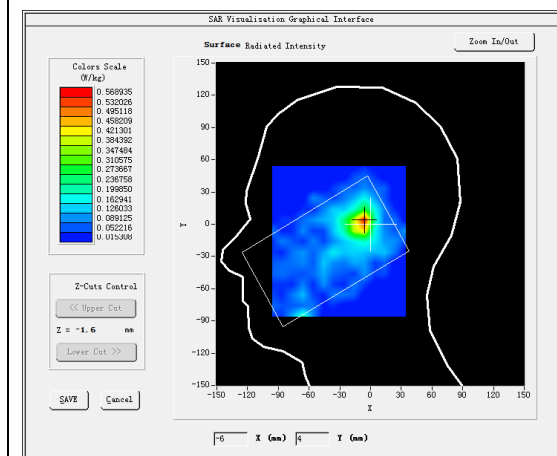 SAR Visualisation Graphical Interface
Surface Radiated Intensity
Zoom In/Out
Colors Scale
(W/kg)
0.568935
0.532026
0.495118
0.458209
0.421301
0.384392
0.347484
0.310575
0.273667
0.236758
0.199850
0.162941
0.126033
0.089125
0.052216
0.015308
Z-Cuts Control
<< Upper Cut
Z = -1.6 mm
Lower Cut >>
SAVE Cancel
150
120
90
60
30
0
-30
-60
-90
-120
-150
Y
-150 -120 -90 -60 -30 0 30 60 90 120 150
X
-6 X (mm) 4 Y (mm)